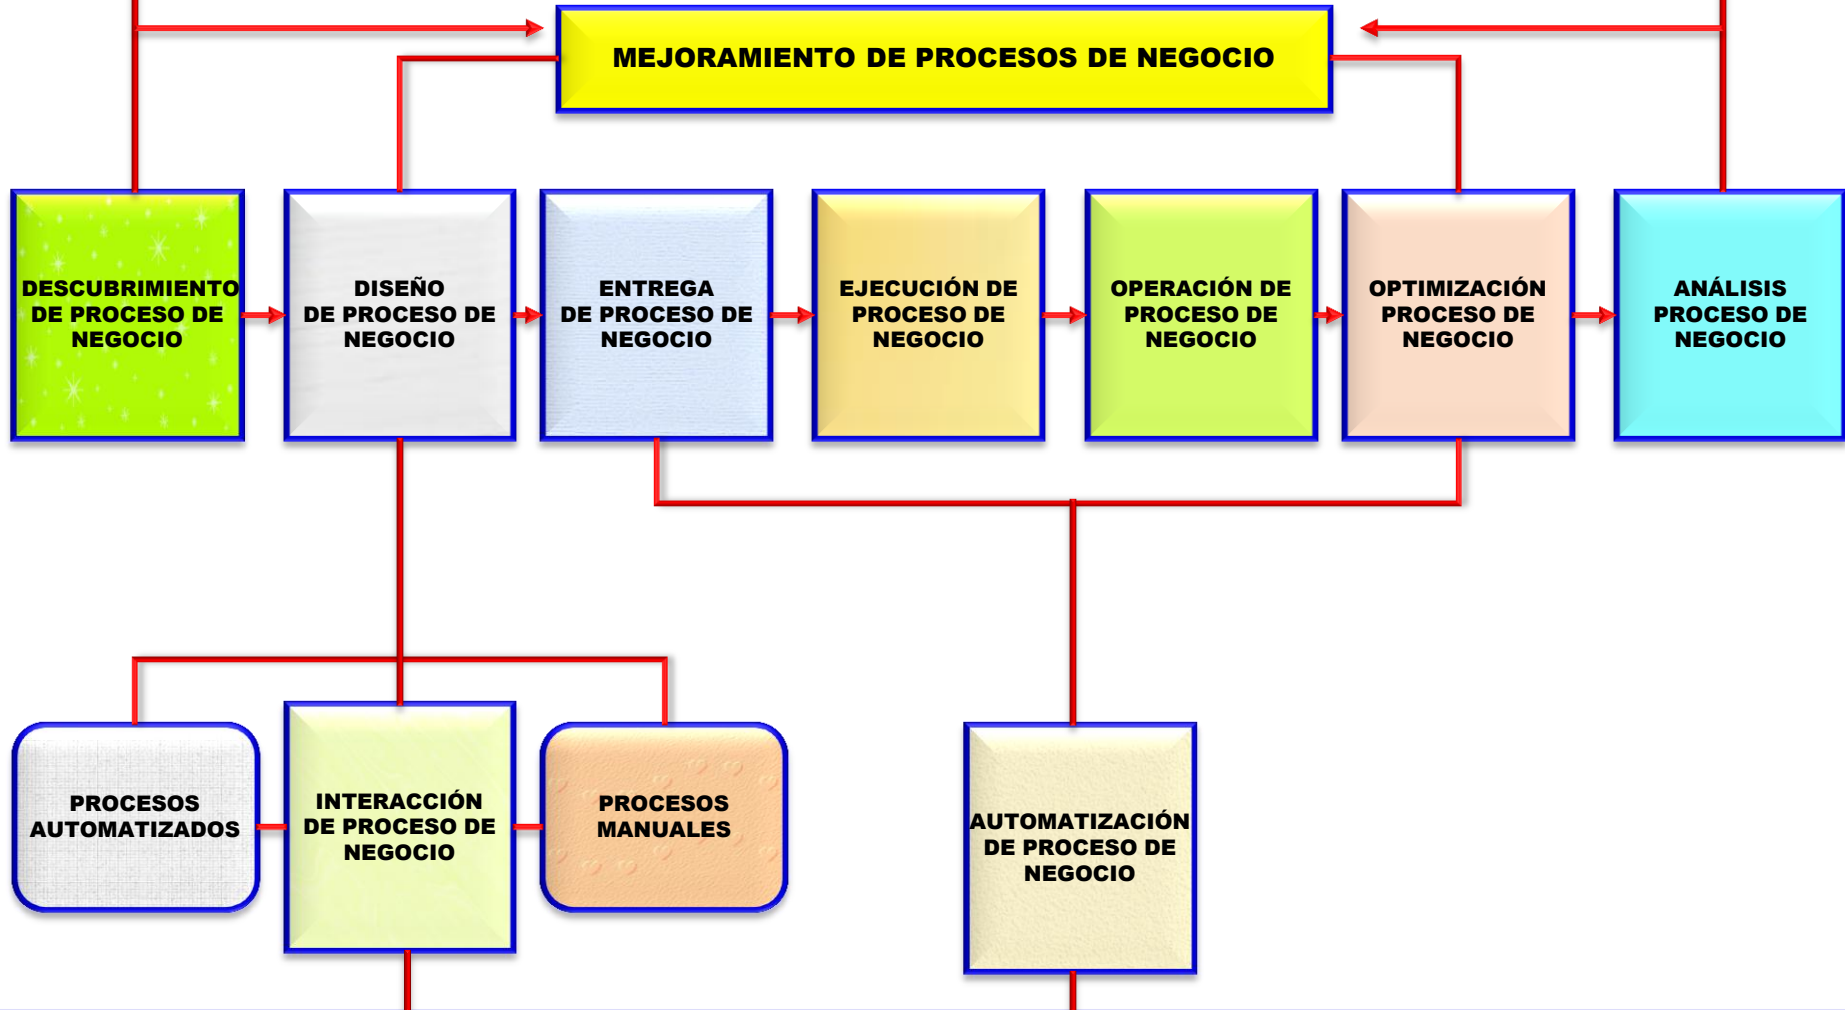 MEJORAMIENTO DE PROCESOS DE NEGOCIO
DESCUBRIMIENTO
DE PROCESO DE
NEGOCIO
DISEÑO
DE PROCESO DE
NEGOCIO
ENTREGA
DE PROCESO DE
NEGOCIO
EJECUCIÓN DE
PROCESO DE
NEGOCIO
OPERACIÓN DE
PROCESO DE
NEGOCIO
OPTIMIZACIÓN
PROCESO DE
NEGOCIO
ANÁLISIS
PROCESO DE
NEGOCIO
PROCESOS
AUTOMATIZADOS
INTERACCIÓN
DE PROCESO DE
NEGOCIO
PROCESOS
MANUALES
AUTOMATIZACIÓN
DE PROCESO DE
NEGOCIO